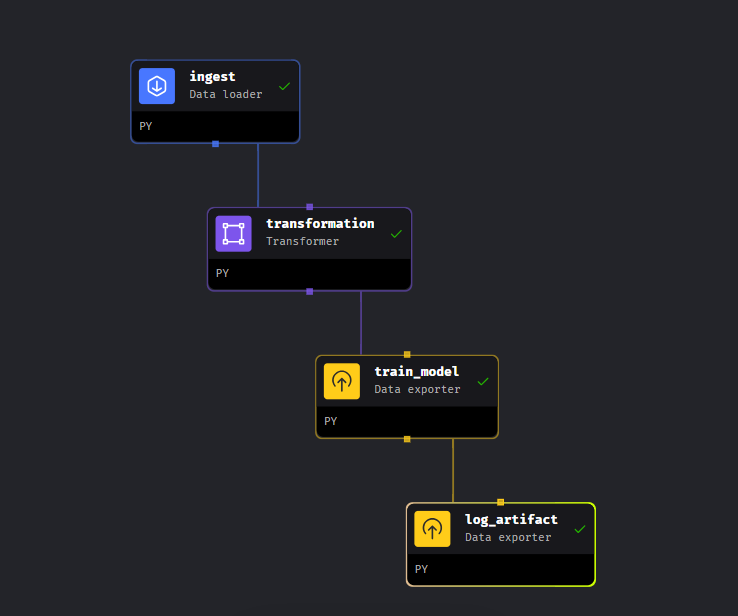 ingest
Data loader
PY
transformation
Transformer
PY
train_model
Data exporter
PY
log_artifact
Data exporter
PY